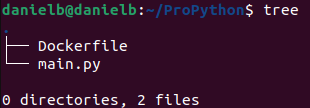 danielb@danielb:~/ProPython$ tree
.
├── Dockerfile
└── main.py
0 directories, 2 files